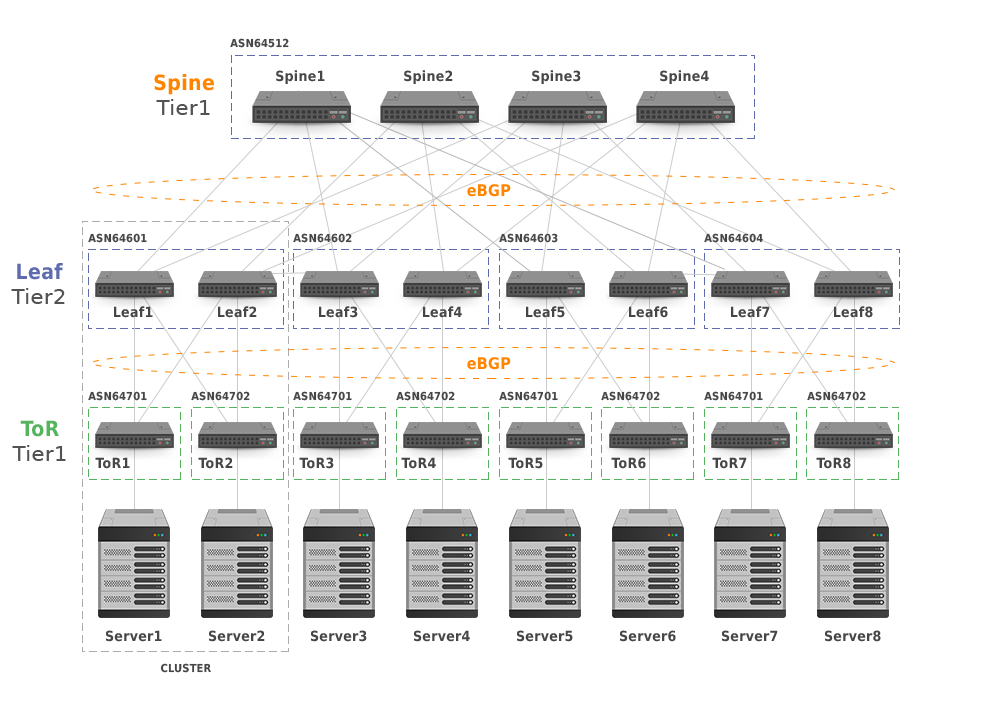 ASN64512
Spine
Tier1
Spine1 Spine2 Spine3 Spine4
eBGP
ASN64601 ASN64602 ASN64603 ASN64604
Leaf
Tier2
Leaf1 Leaf2 Leaf3 Leaf4 Leaf5 Leaf6 Leaf7 Leaf8
eBGP
ASN64701 ASN64702 ASN64701 ASN64702 ASN64701 ASN64702 ASN64701 ASN64702
ToR
Tier1
ToR1 ToR2 ToR3 ToR4 ToR5 ToR6 ToR7 ToR8
Server1 Server2 Server3 Server4 Server5 Server6 Server7 Server8
CLUSTER